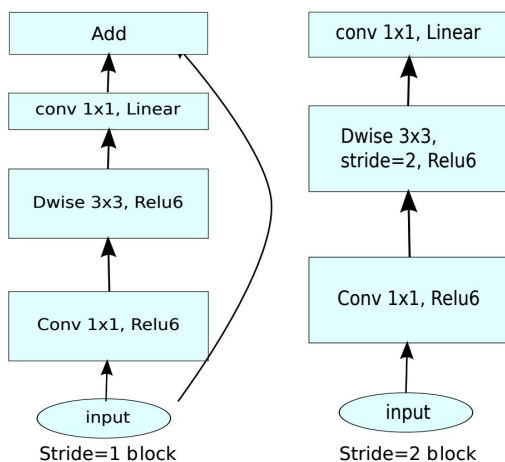 Add
conv 1x1, Linear
Dwise 3x3, Relu6
Conv 1x1, Relu6
input
Stride=1 block
conv 1x1, Linear
Dwise 3x3,
stride=2, Relu6
Conv 1x1, Relu6
input
Stride=2 block